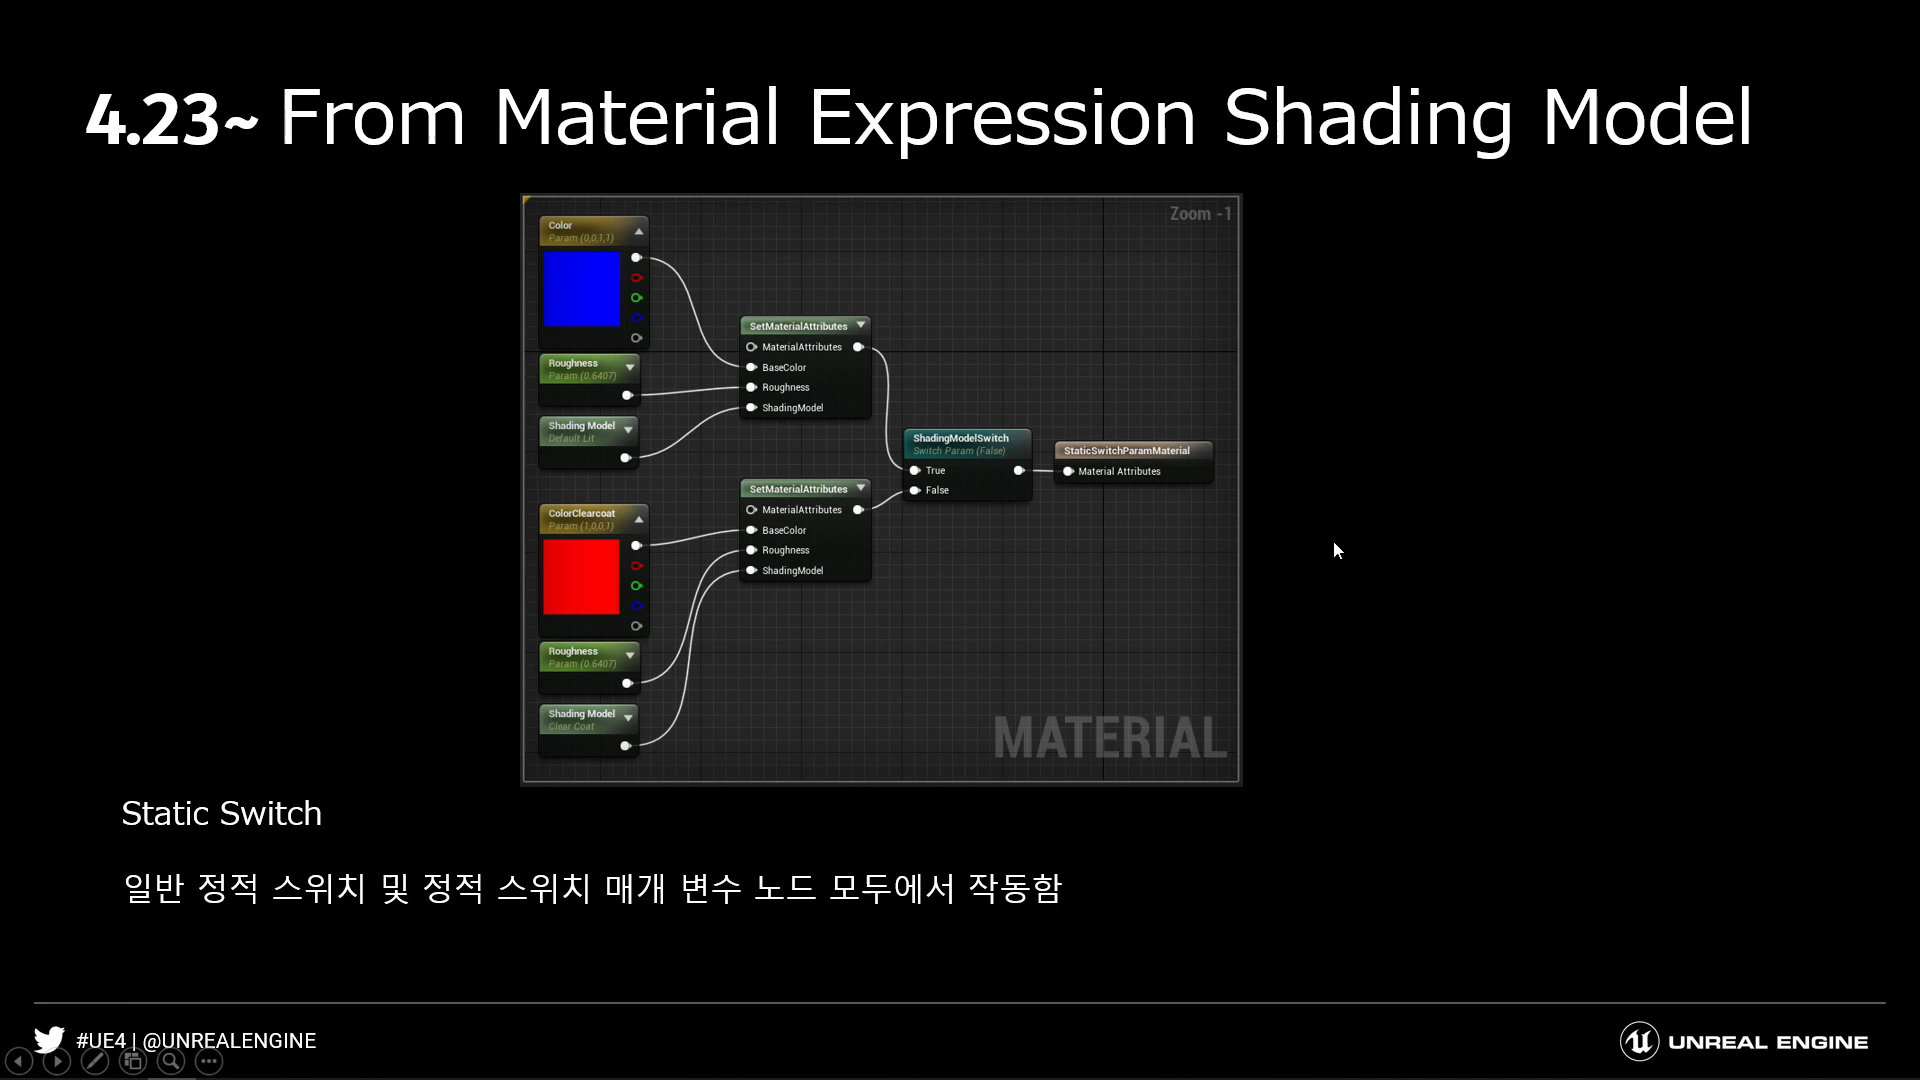 4.23~ From Material Expression Shading Model
Zoom -1
Color
Param (0,0,1,1)
Roughness
Param (0.6407)
Shading Model
Default Lit
SetMaterialAttributes
MaterialAttributes
BaseColor
Roughness
ShadingModel
ColorClearcoat
Param (1,0,0,1)
Roughness
Param (0.6407)
Shading Model
Clear Coat
SetMaterialAttributes
MaterialAttributes
BaseColor
Roughness
ShadingModel
ShadingModelSwitch
Switch Param (False)
True
False
StaticSwitchParamMaterial
Material Attributes
MATERIAL
Static Switch
일반 정적 스위치 및 정적 스위치 매개 변수 노드 모두에서 작동함
#UE4 | @UNREALENGINE
UNREAL ENGINE